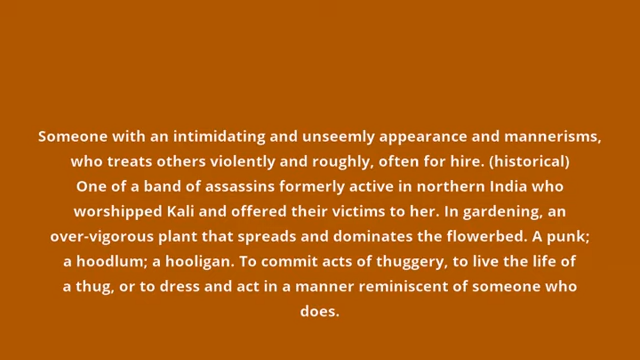 Someone with an intimidating and unseemly appearance and mannerisms,
who treats others violently and roughly, often for hire. (historical)
One of a band of assassins formerly active in northern India who
worshipped Kali and offered their victims to her. In gardening, an
over-vigorous plant that spreads and dominates the flowerbed. A punk;
a hoodlum; a hooligan. To commit acts of thuggery, to live the life of
a thug, or to dress and act in a manner reminiscent of someone who
does.